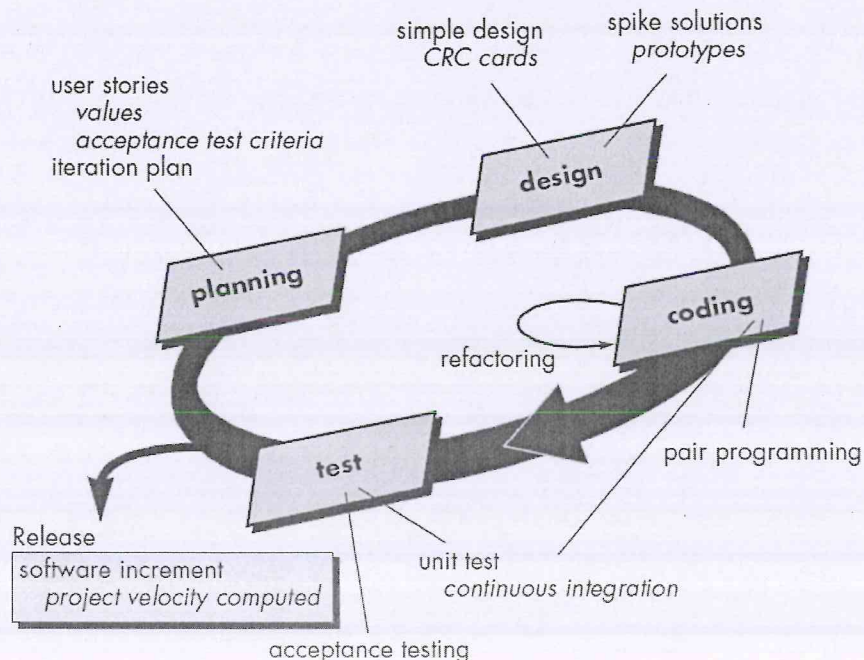 simple design
CRC cards
spike solutions
prototypes
user stories
values
acceptance test criteria
iteration plan
design
planning
coding
refactoring
test
pair programming
Release
software increment
project velocity computed
unit test
continuous integration
acceptance testing